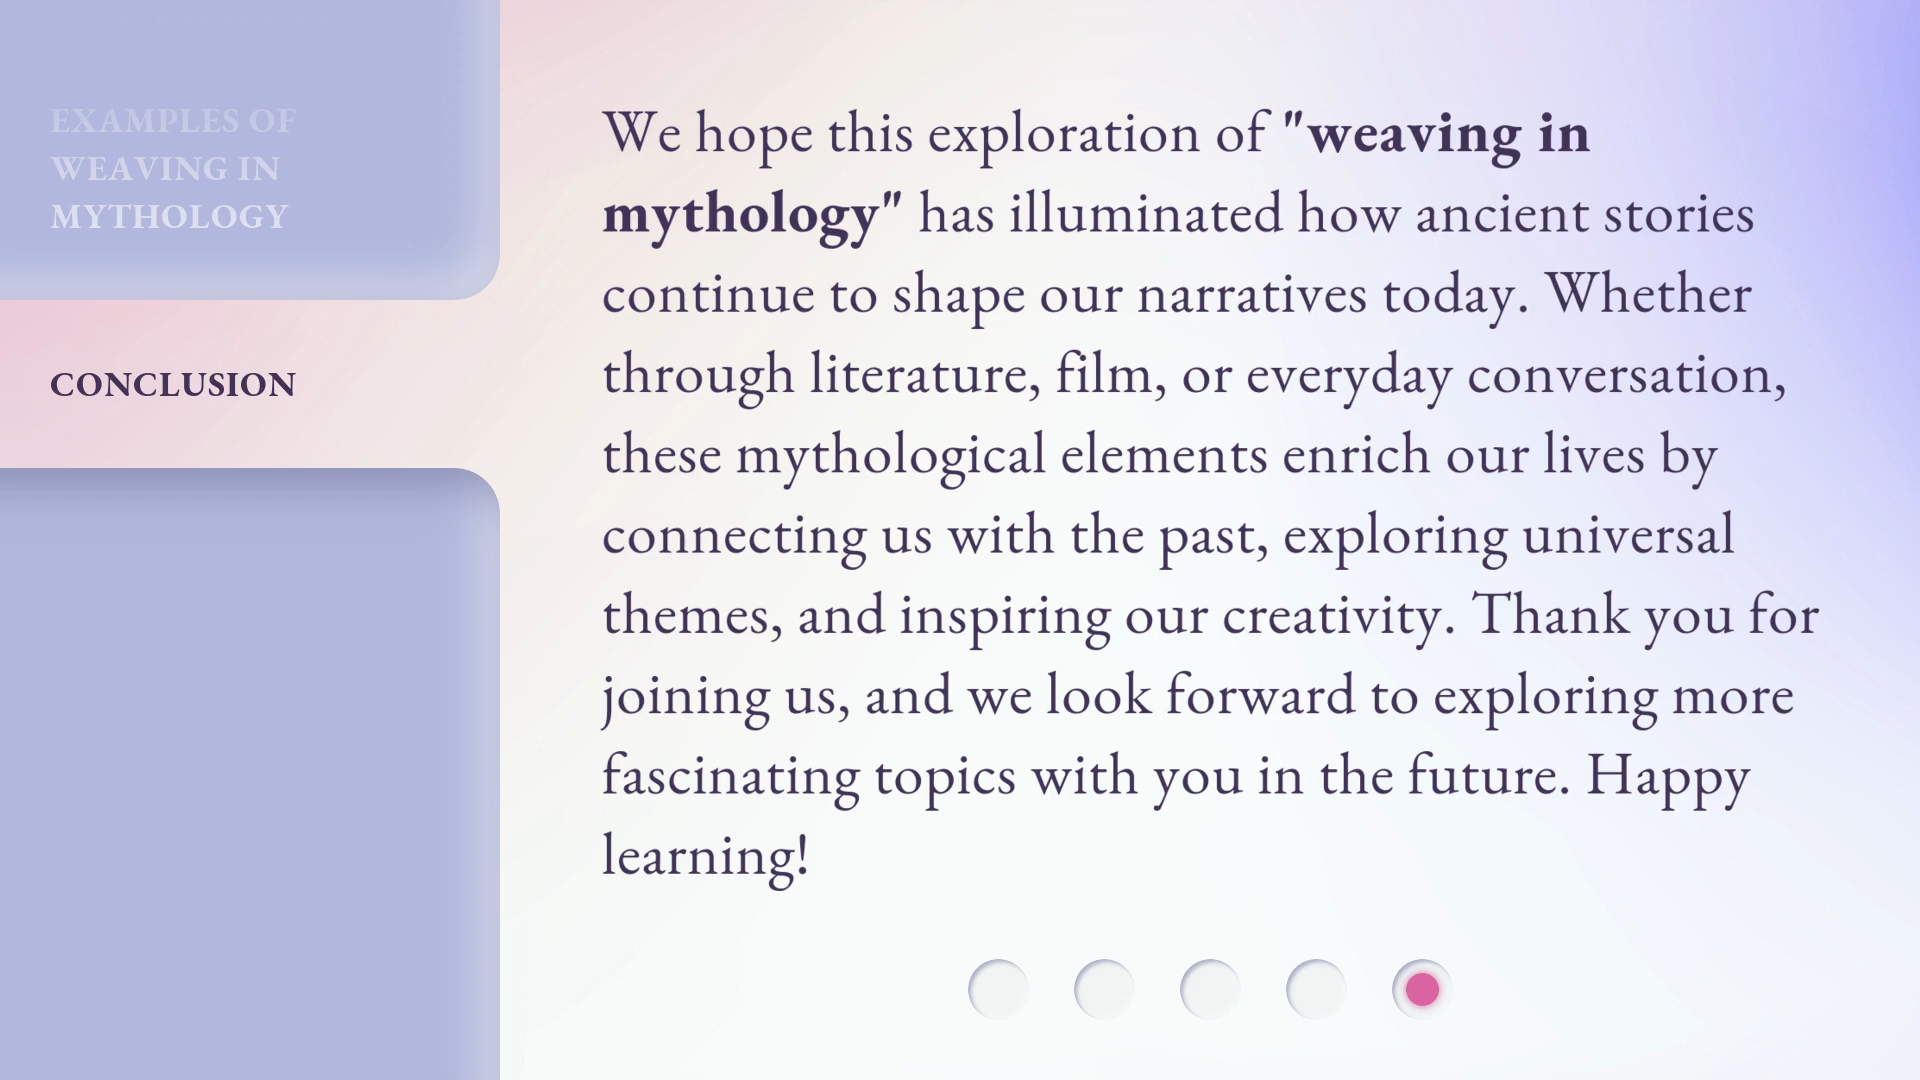 EXAMPLES OF
WEAVING IN
MYTHOLOGY
CONCLUSION
We hope this exploration of "weaving in
mythology" has illuminated how ancient stories
continue to shape our narratives today. Whether
through literature, film, or everyday conversation,
these mythological elements enrich our lives by
connecting us with the past, exploring universal
themes, and inspiring our creativity. Thank you for
joining us, and we look forward to exploring more
fascinating topics with you in the future. Happy
learning!